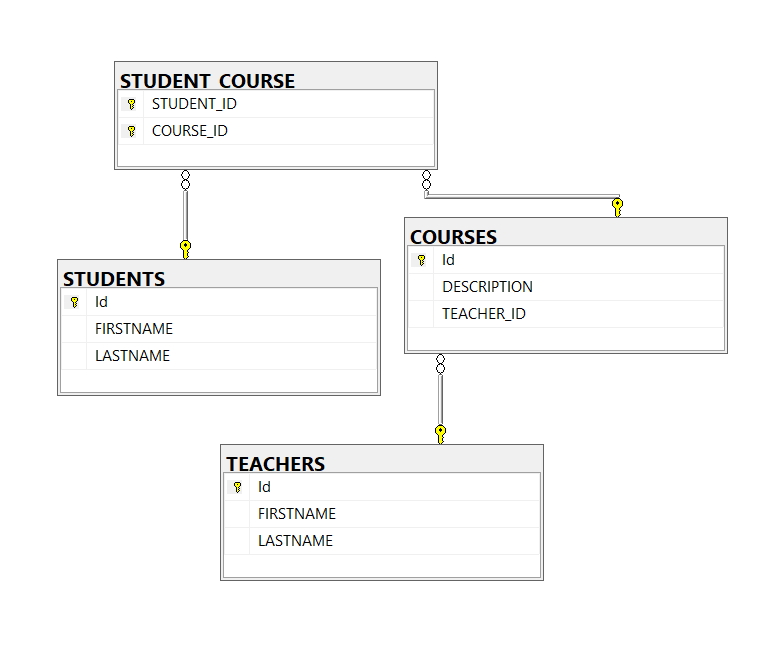 STUDENT_COURSE
STUDENT_ID
COURSE_ID
COURSES
Id
DESCRIPTION
TEACHER_ID
STUDENTS
Id
FIRSTNAME
LASTNAME
TEACHERS
Id
FIRSTNAME
LASTNAME